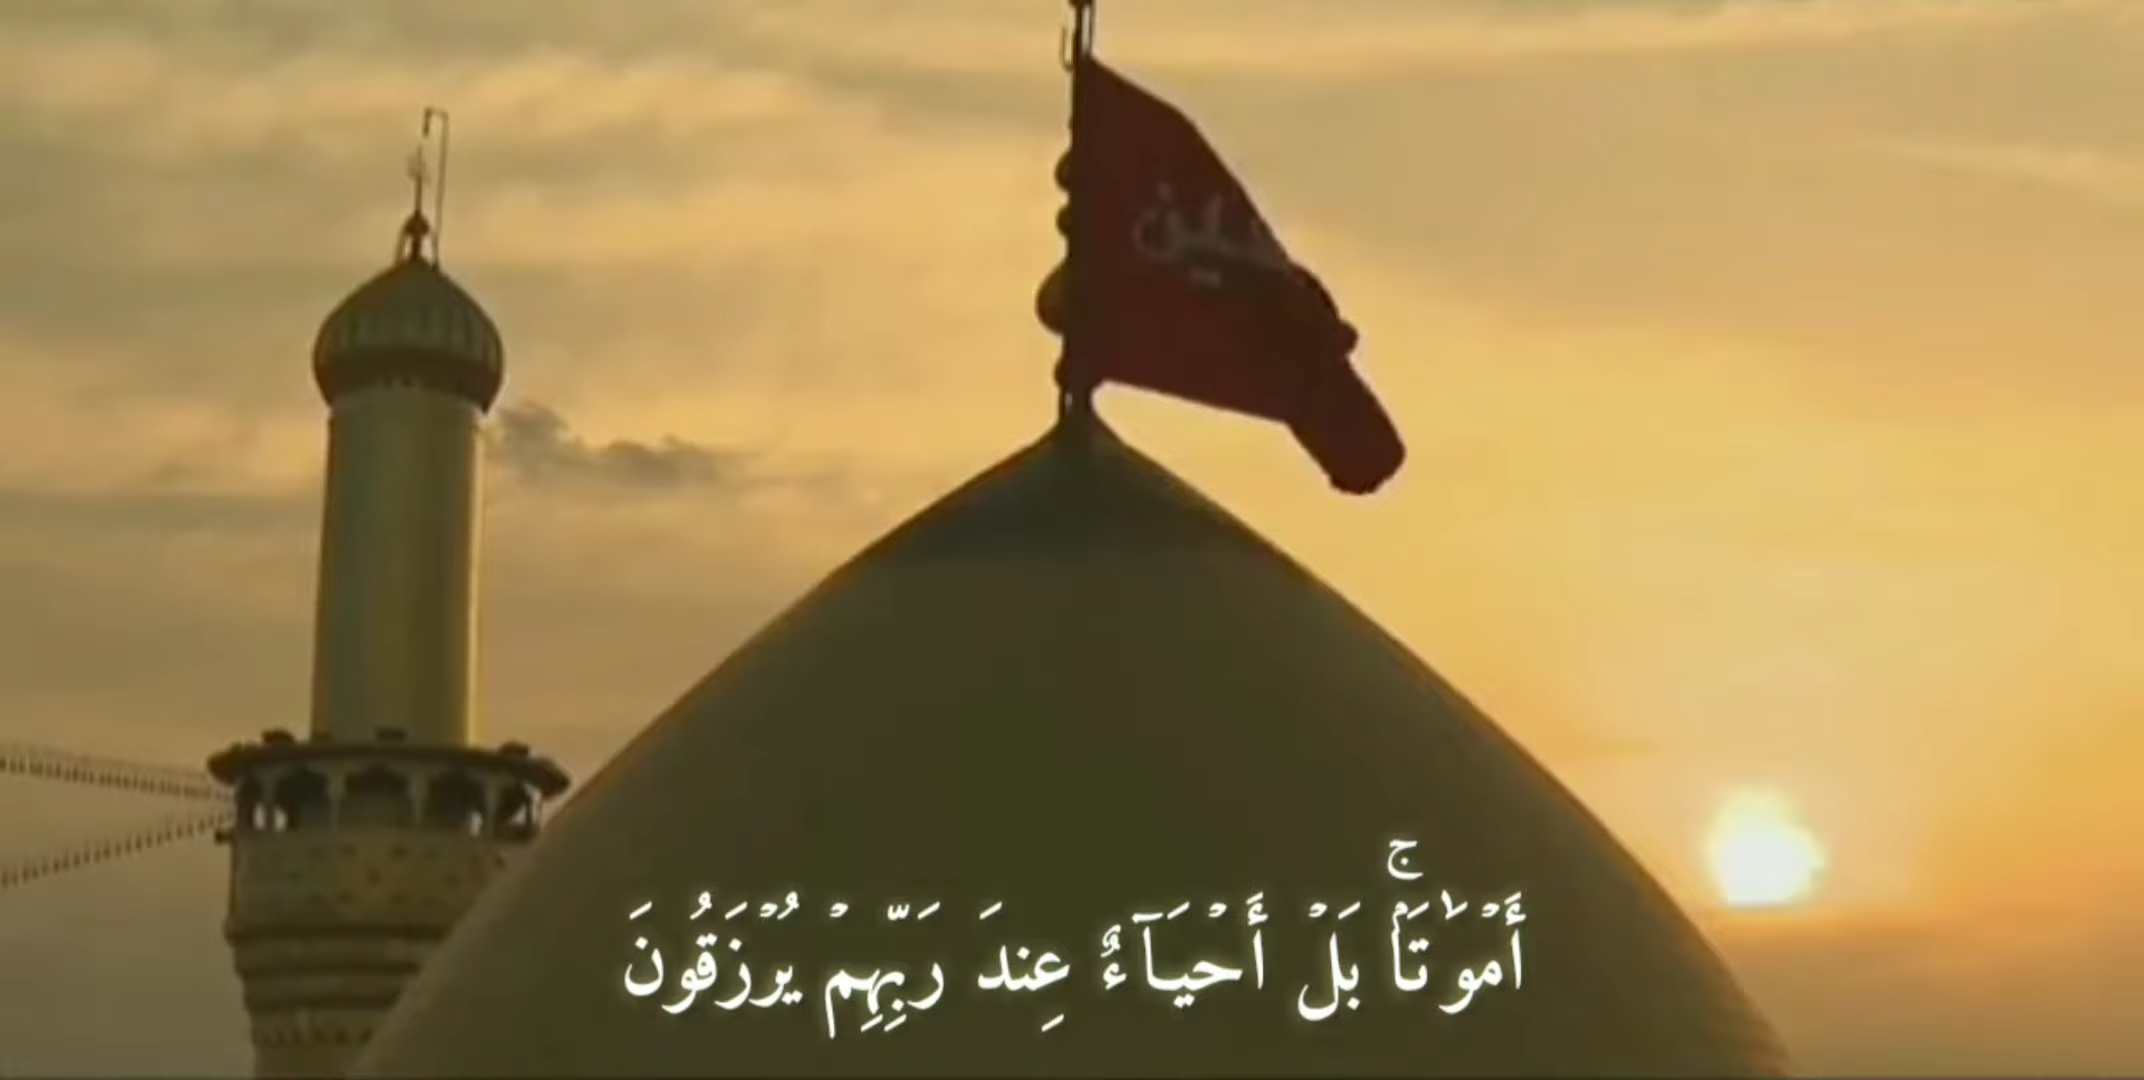 أَمۡوَٰتَۢاۚ بَلۡ أَحۡيَآءٌ عِندَ رَبِّهِمۡ يُرۡزَقُونَ